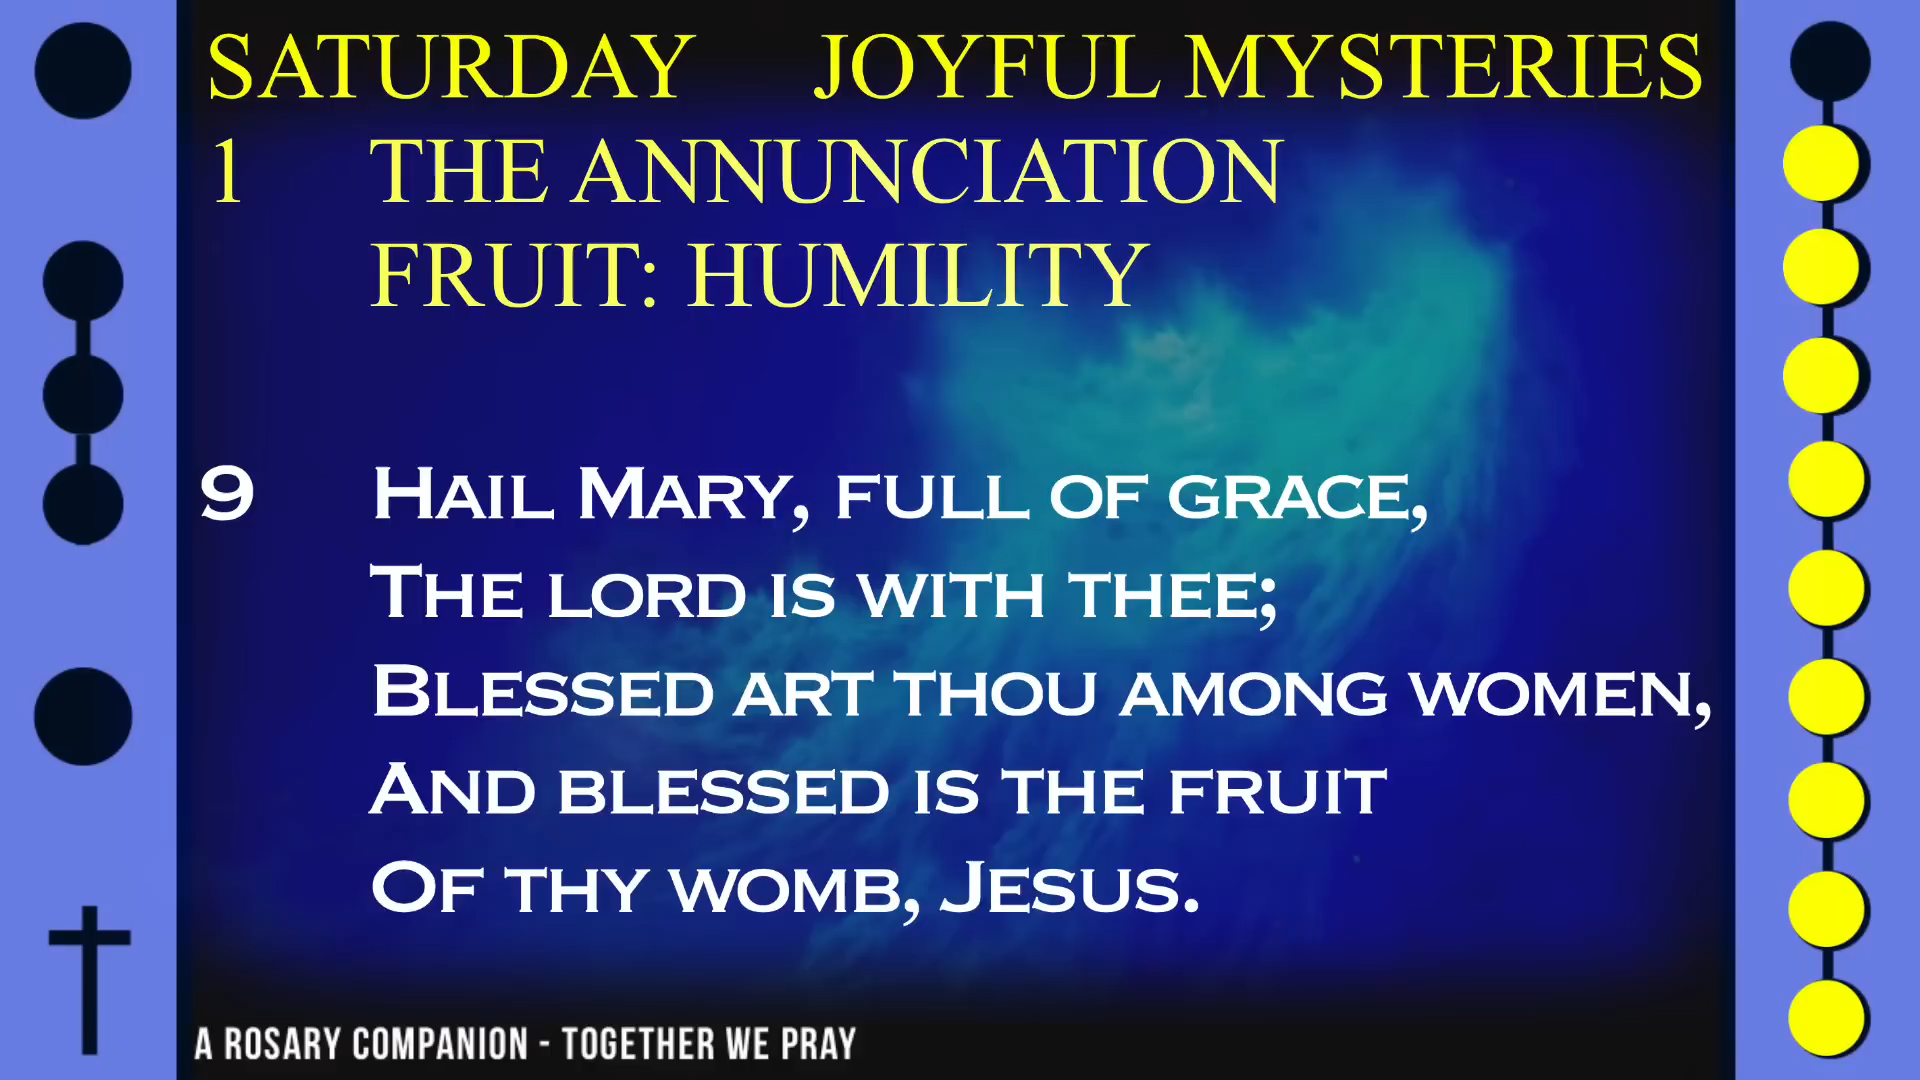 SATURDAY JOYFUL MYSTERIES
1 THE ANNUNCIATION
FRUIT: HUMILITY
9 HAIL MARY, FULL OF GRACE,
THE LORD IS WITH THEE;
BLESSED ART THOU AMONG WOMEN,
AND BLESSED IS THE FRUIT
OF THY WOMB, JESUS.
A ROSARY COMPANION - TOGETHER WE PRAY